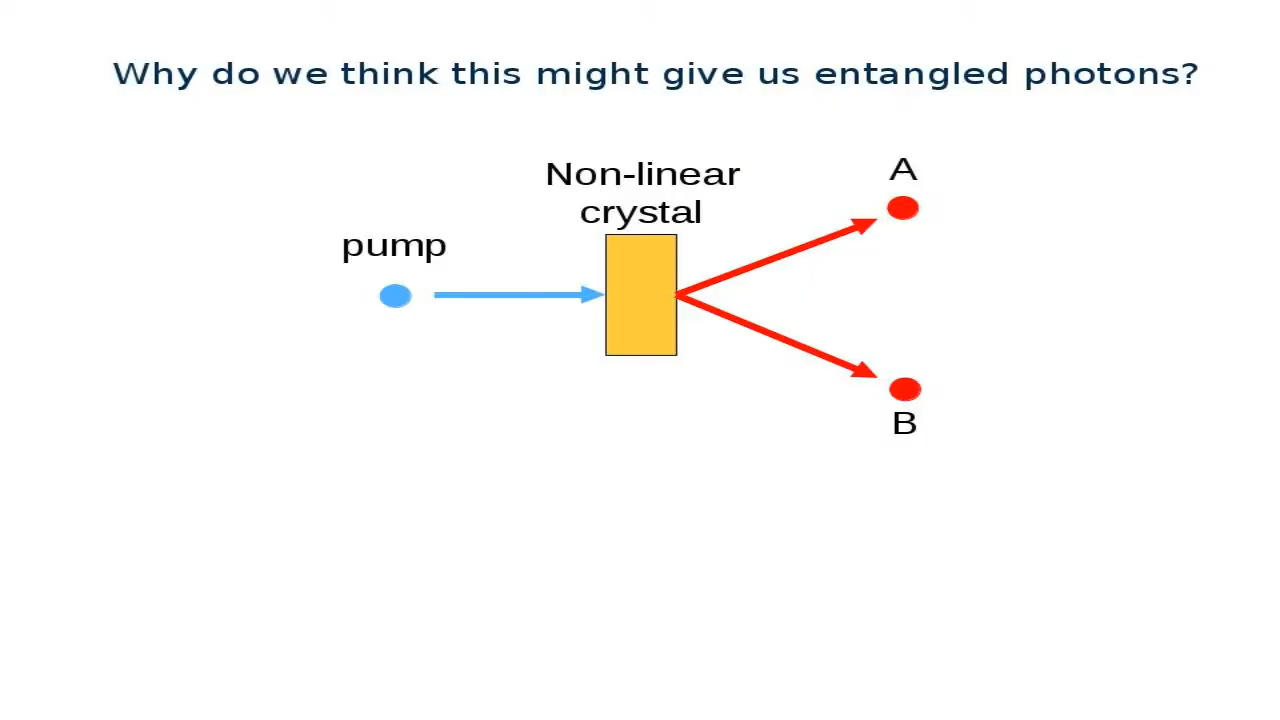 Why do we think this might give us entangled photons?
Non-linear
crystal
pump
A
B